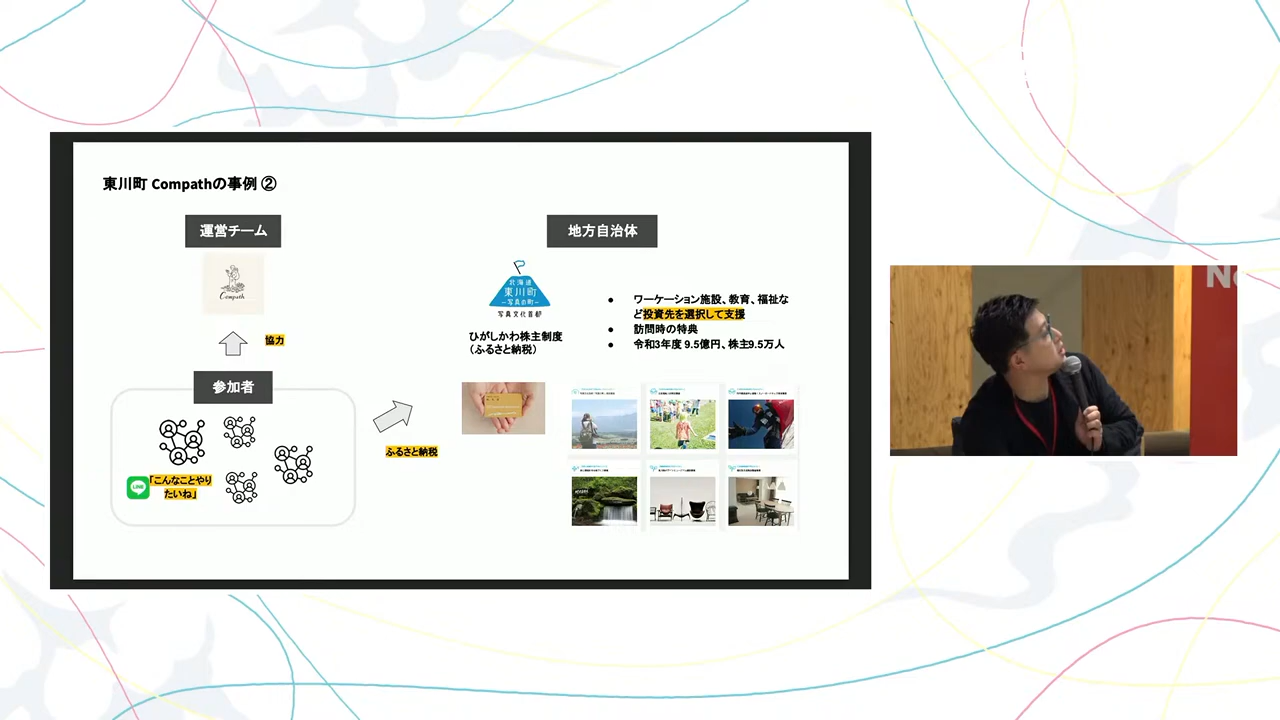 東川町 Compathの事例 ②
運営チーム
Compath
協力
参加者
LINE
「こんなことやり
たいね」
ふるさと納税
地方自治体
北海道
東川町
~写真の町~
写真文化首都
ひがしかわ株主制度
（ふるさと納税）
● ワーケーション施設、教育、福祉な
ど投資先を選択して支援
● 訪問時の特典
● 令和3年度 9.5億円、株主9.5万人
No